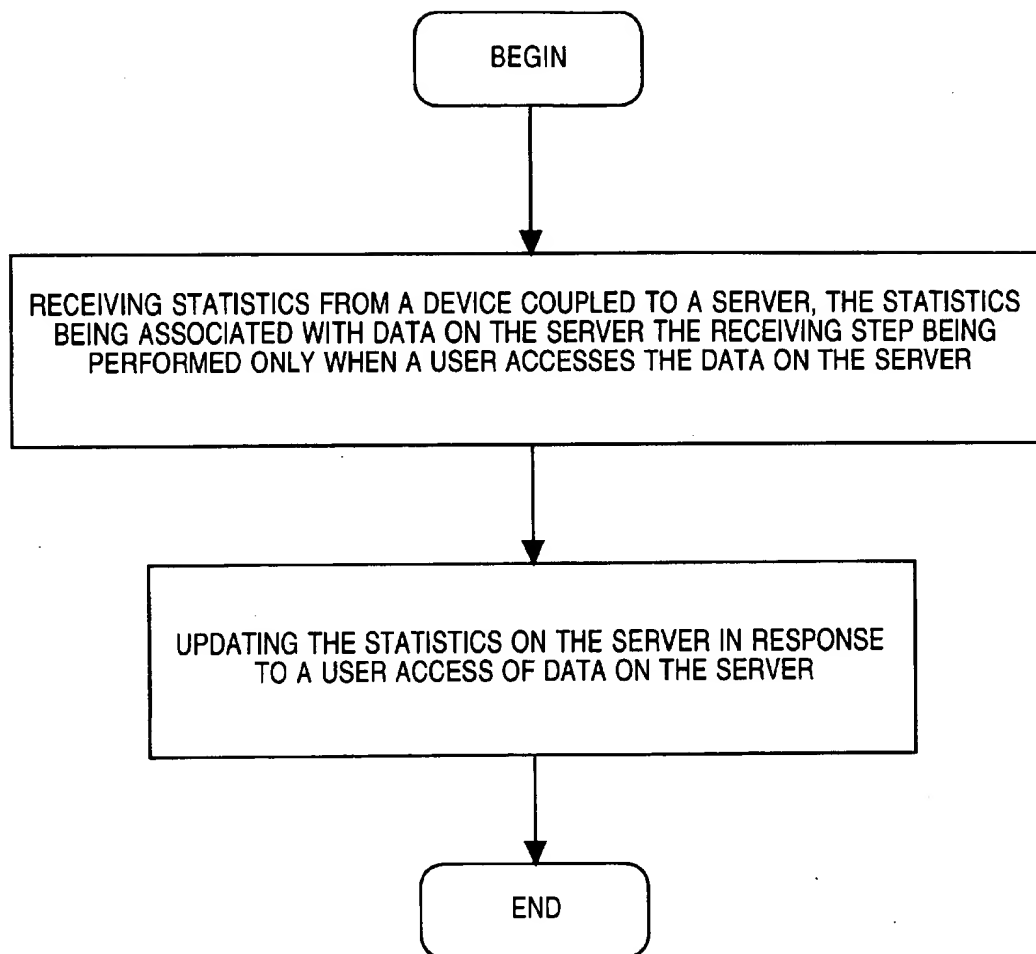 BEGIN
RECEIVING STATISTICS FROM A DEVICE COUPLED TO A SERVER, THE STATISTICS
BEING ASSOCIATED WITH DATA ON THE SERVER THE RECEIVING STEP BEING
PERFORMED ONLY WHEN A USER ACCESSES THE DATA ON THE SERVER
UPDATING THE STATISTICS ON THE SERVER IN RESPONSE
TO A USER ACCESS OF DATA ON THE SERVER
END